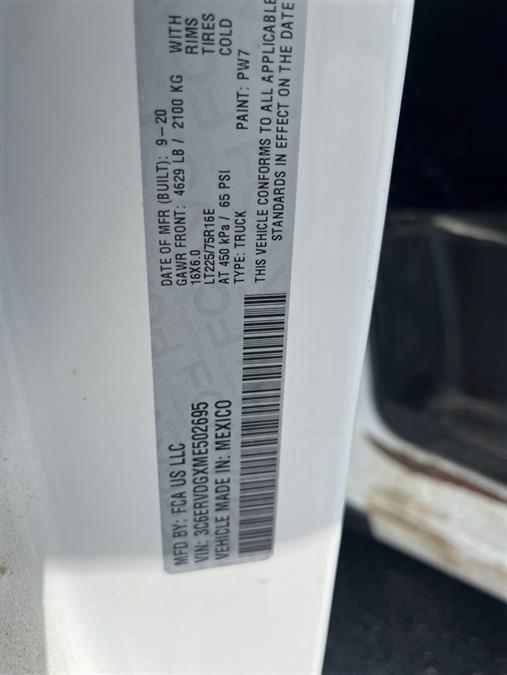 MFD BY: FCA US LLC
VIN: 3C6ERVDGXME502695
VEHICLE MADE IN: MEXICO
DATE OF MFR (BUILT): 9-20
GAWR FRONT: 4629 LB / 2100 KG WITH
16X6.0 RIMS
LT225/75R16E TIRES
AT 450 kPa / 65 PSI COLD
TYPE: TRUCK PAINT: PW7
THIS VEHICLE CONFORMS TO ALL APPLICABLE
STANDARDS IN EFFECT ON THE DATE